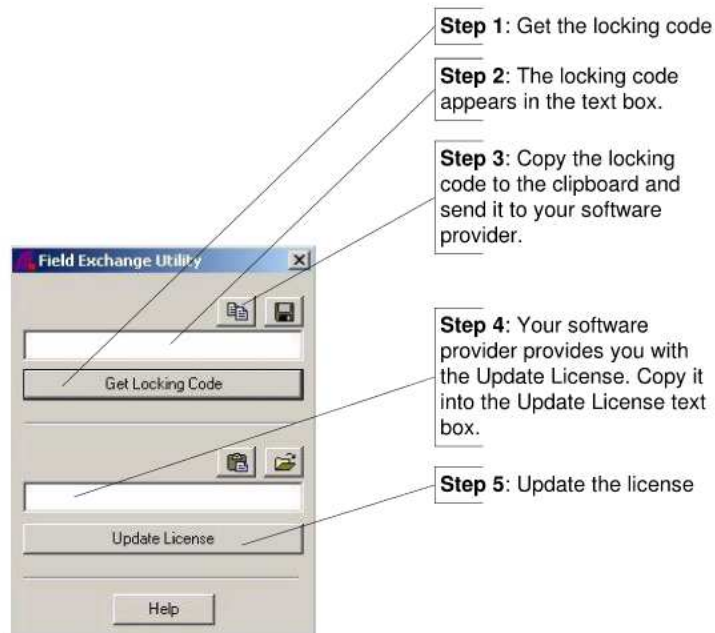 Step 1: Get the locking code
Step 2: The locking code
appears in the text box.
Step 3: Copy the locking
code to the clipboard and
send it to your software
provider.
Field Exchange Utility
Get Locking Code
Step 4: Your software
provider provides you with
the Update License. Copy it
into the Update License text
box.
Step 5: Update the license
Update License
Help